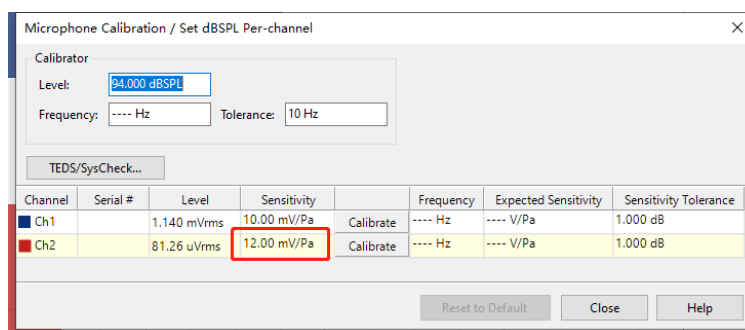 Microphone Calibration / Set dBSPL Per-channel
Calibrator
Level: 94.000 dBSPL
Frequency: ---- Hz Tolerance: 10 Hz
TEDS/SysCheck...
Channel Serial # Level Sensitivity Frequency Expected Sensitivity Sensitivity Tolerance
Ch1 1.140 mVrms 10.00 mV/Pa Calibrate ---- Hz ---- V/Pa 1.000 dB
Ch2 81.26 uVrms 12.00 mV/Pa Calibrate ---- Hz ---- V/Pa 1.000 dB
Reset to Default Close Help